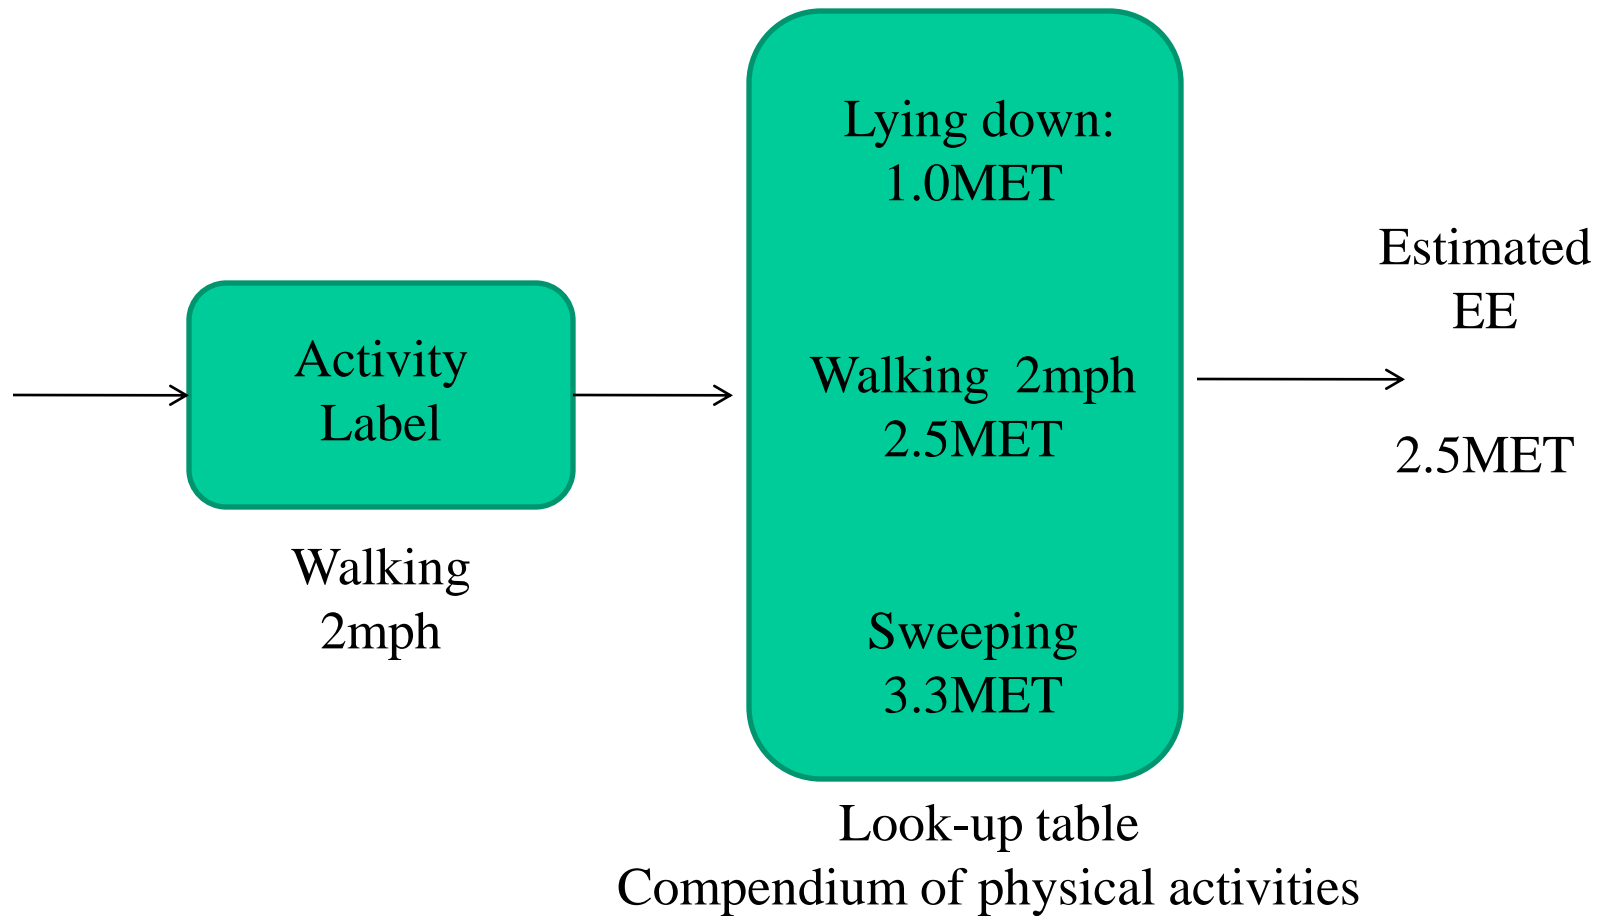 Activity
Label
Walking
2mph
Lying down:
1.0MET
Walking  2mph
2.5MET
Sweeping
3.3MET
Look-up table
Compendium of physical activities
Estimated
EE
2.5MET